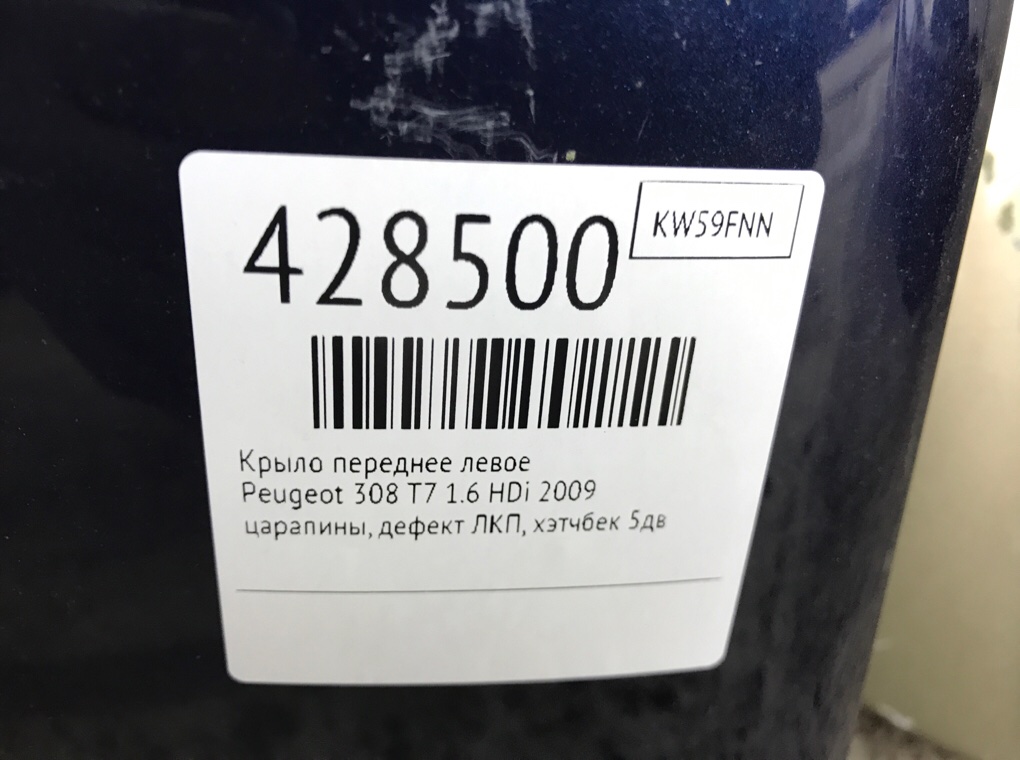 428500
KW59FNN
Крыло переднее левое
Peugeot 308 T7 1.6 HDi 2009
царапины, дефект ЛКП, хэтчбек 5дв